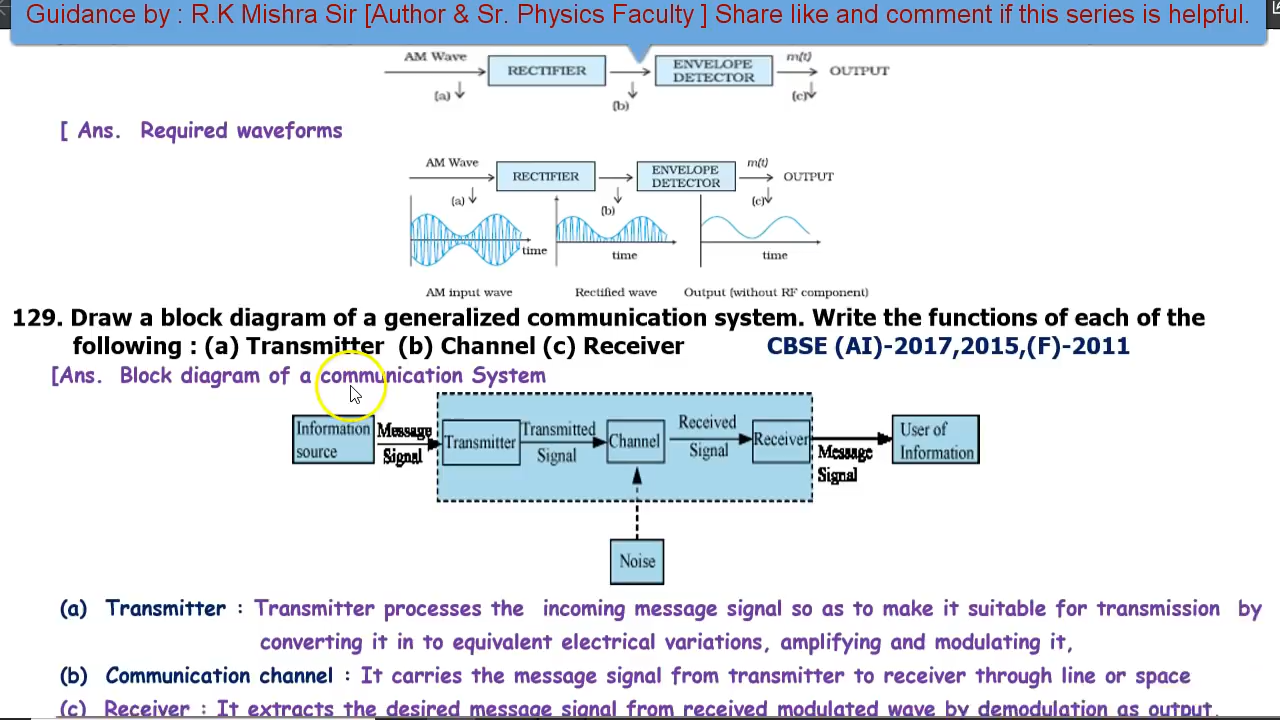 Guidance by : R.K Mishra Sir [Author & Sr. Physics Faculty ] Share like and comment if this series is helpful.
AM Wave
RECTIFIER
ENVELOPE
DETECTOR
m(t)
OUTPUT
(a)
(b)
(c)
[ Ans. Required waveforms
AM Wave
RECTIFIER
ENVELOPE
DETECTOR
m(t)
OUTPUT
(a)
(b)
(c)
time
time
time
AM input wave
Rectified wave
Output (without RF component)
129. Draw a block diagram of a generalized communication system. Write the functions of each of the
following : (a) Transmitter (b) Channel (c) Receiver CBSE (AI)-2017,2015,(F)-2011
[Ans. Block diagram of a communication System
Information
source
Message
Signal
Transmitter
Transmitted
Signal
Channel
Received
Signal
Receiver
Message
Signal
User of
Information
Noise
(a) Transmitter : Transmitter processes the incoming message signal so as to make it suitable for transmission by
converting it in to equivalent electrical variations, amplifying and modulating it,
(b) Communication channel : It carries the message signal from transmitter to receiver through line or space
(c) Receiver : It extracts the desired message signal from received modulated wave by demodulation as output.